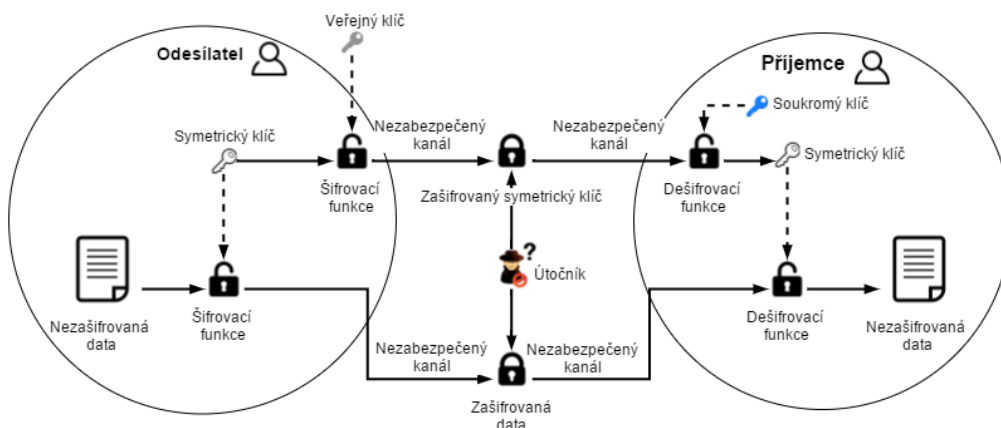 Veřejný klíč
Odesílatel
Příjemce
Soukromý klíč
Symetrický klíč
Nezabezpečený
kanál
Nezabezpečený
kanál
Symetrický klíč
Šifrovací
funkce
Zašifrovaný symetrický klíč
Dešifrovací
funkce
?
Útočník
Nezašifrovaná
data
Šifrovací
funkce
Dešifrovací
funkce
Nezašifrovaná
data
Nezabezpečený
kanál
Nezabezpečený
kanál
Zašifrovaná
data